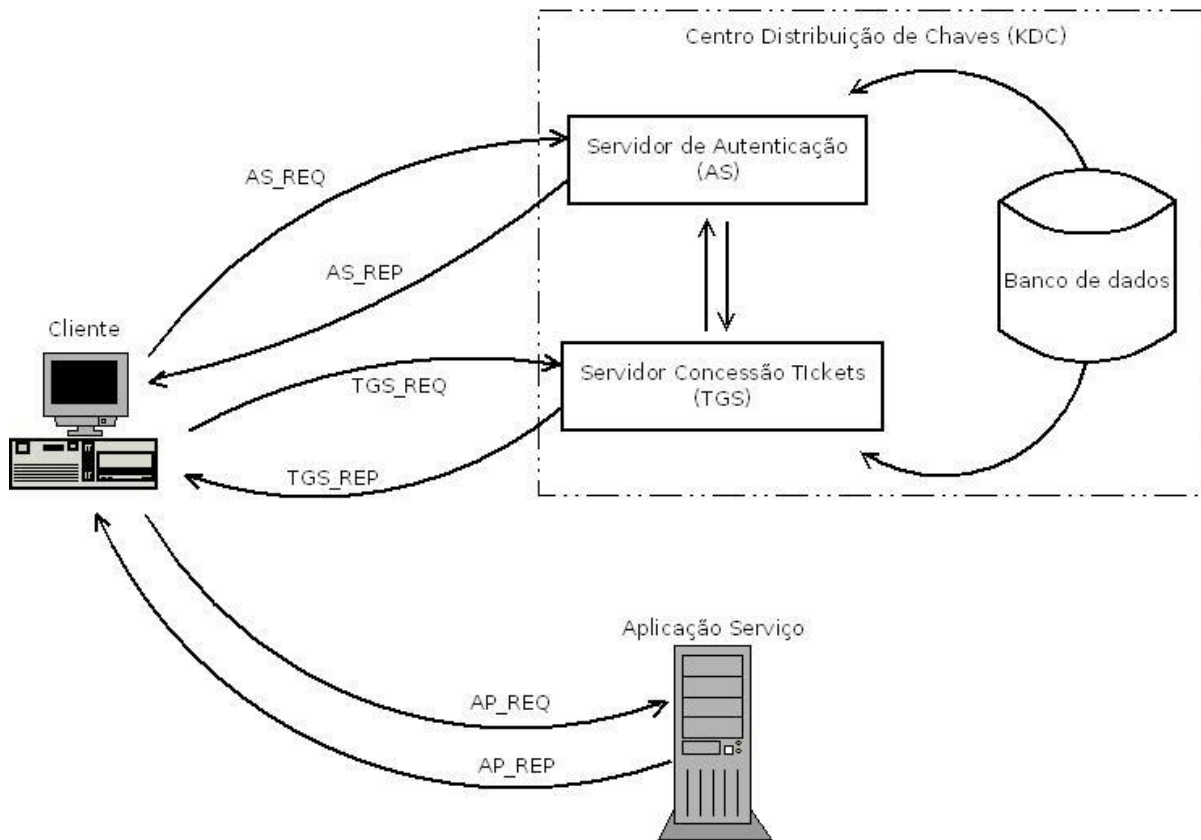 Centro Distribuição de Chaves (KDC)
Servidor de Autenticação
(AS)
AS_REQ
AS_REP
Banco de dados
Cliente
Servidor Concessão TIckets
(TGS)
TGS_REQ
TGS_REP
Aplicação Serviço
AP_REQ
AP_REP